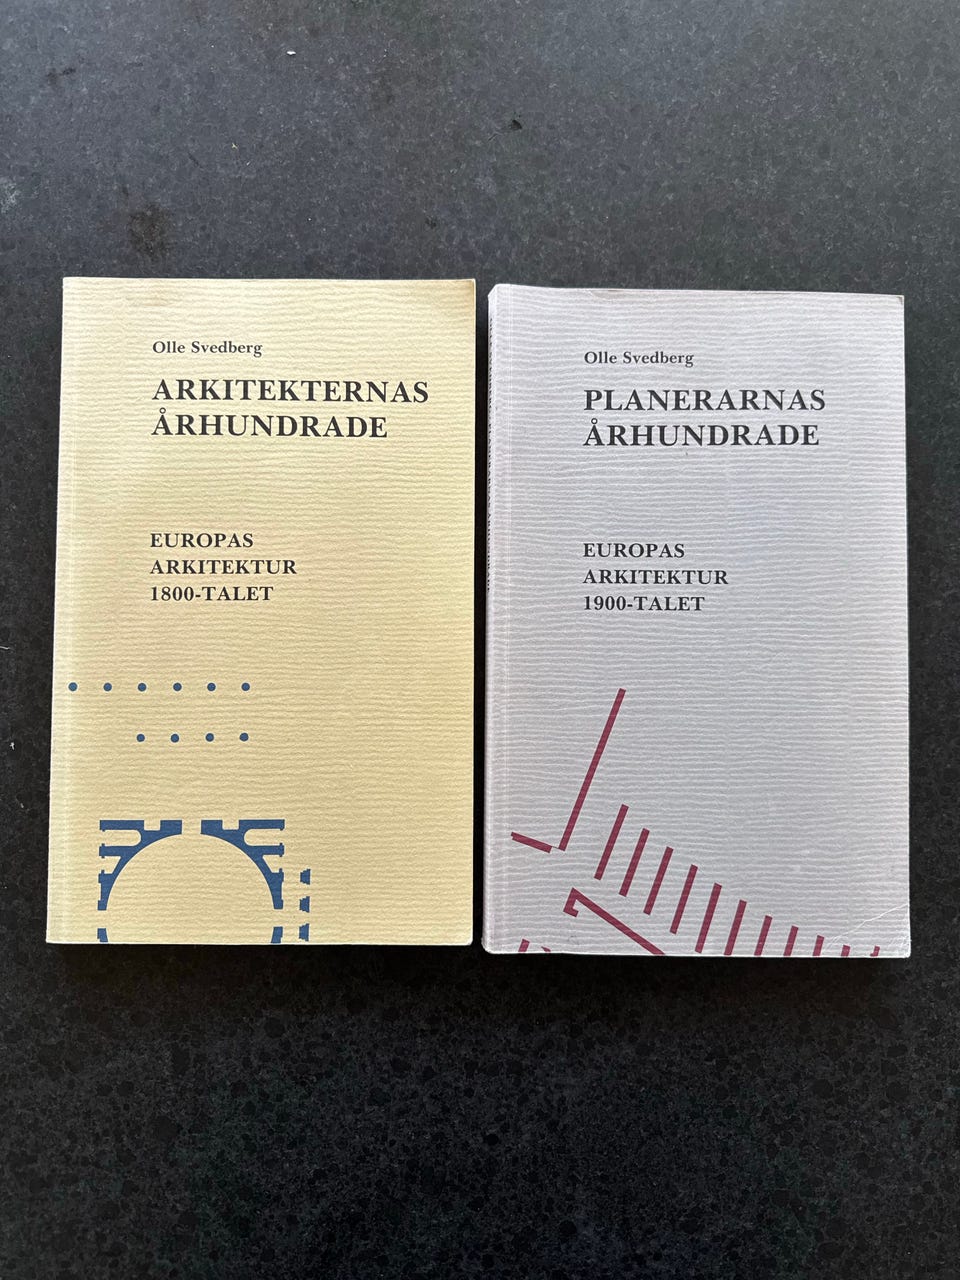 Olle Svedberg
ARKITEKTERNAS
ÅRHUNDRADE
EUROPAS
ARKITEKTUR
1800-TALET
Olle Svedberg
PLANERARNAS
ÅRHUNDRADE
EUROPAS
ARKITEKTUR
1900-TALET